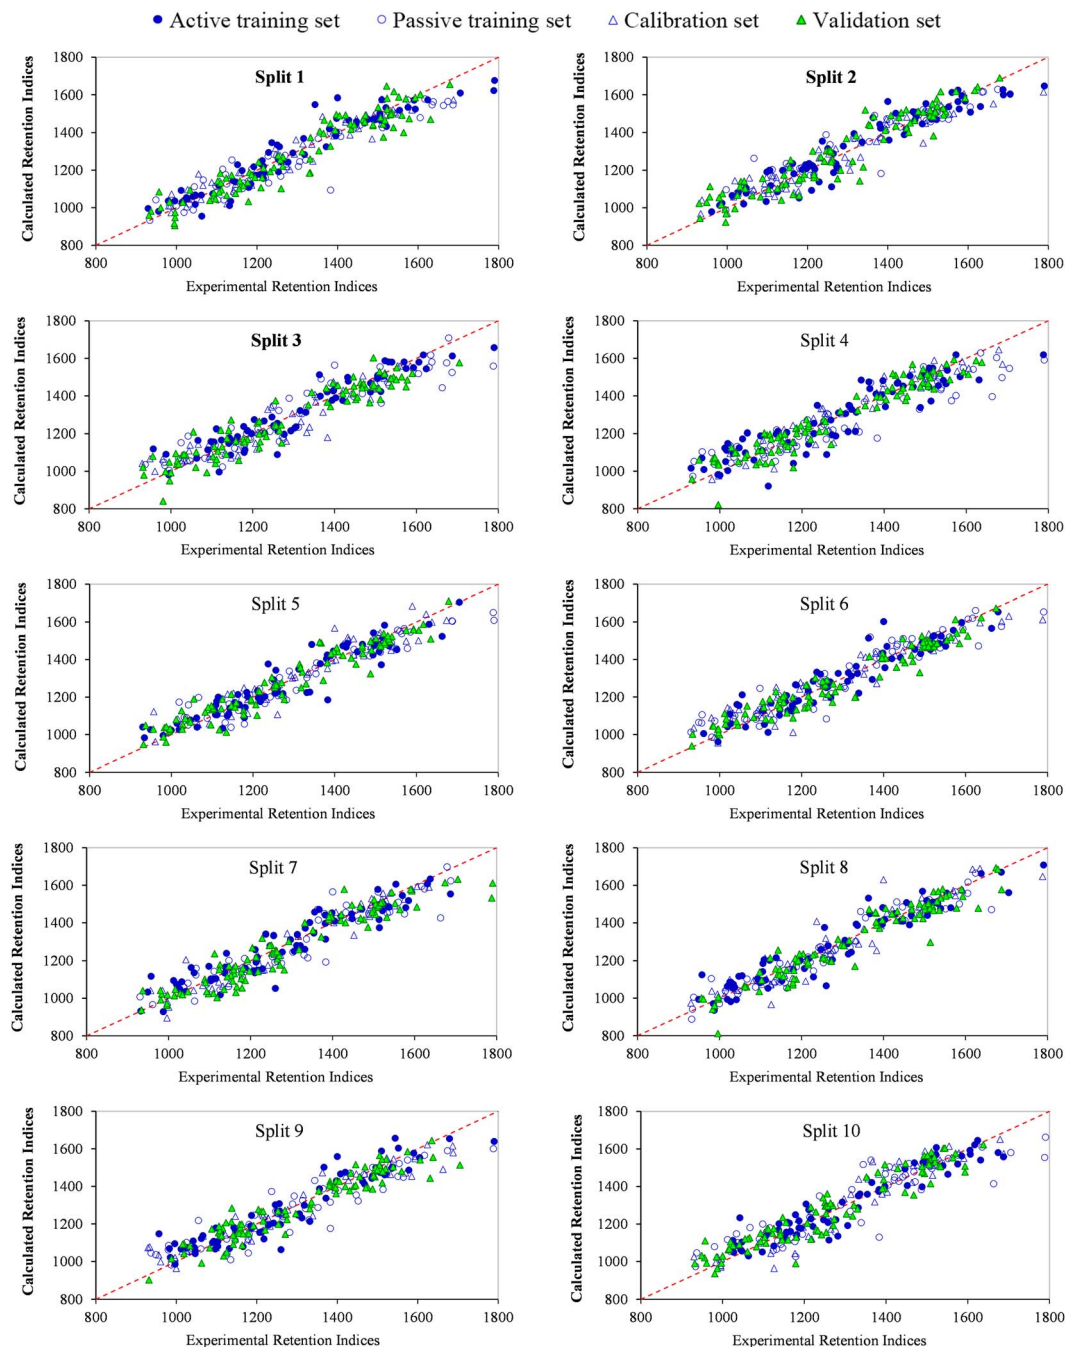 Active training set Passive training set Calibration set Validation set
Split 1
Calculated Retention Indices
1800
1600
1400
1200
1000
800
800 1000 1200 1400 1600 1800
Experimental Retention Indices
Split 2
Calculated Retention Indices
1800
1600
1400
1200
1000
800
800 1000 1200 1400 1600 1800
Experimental Retention Indices
Split 3
Calculated Retention Indices
1800
1600
1400
1200
1000
800
800 1000 1200 1400 1600 1800
Experimental Retention Indices
Split 4
Calculated Retention Indices
1800
1600
1400
1200
1000
800
800 1000 1200 1400 1600 1800
Experimental Retention Indices
Split 5
Calculated Retention Indices
1800
1600
1400
1200
1000
800
800 1000 1200 1400 1600 1800
Experimental Retention Indices
Split 6
Calculated Retention Indices
1800
1600
1400
1200
1000
800
800 1000 1200 1400 1600 1800
Experimental Retention Indices
Split 7
Calculated Retention Indices
1800
1600
1400
1200
1000
800
800 1000 1200 1400 1600 1800
Experimental Retention Indices
Split 8
Calculated Retention Indices
1800
1600
1400
1200
1000
800
800 1000 1200 1400 1600 1800
Experimental Retention Indices
Split 9
Calculated Retention Indices
1800
1600
1400
1200
1000
800
800 1000 1200 1400 1600 1800
Experimental Retention Indices
Split 10
Calculated Retention Indices
1800
1600
1400
1200
1000
800
800 1000 1200 1400 1600 1800
Experimental Retention Indices